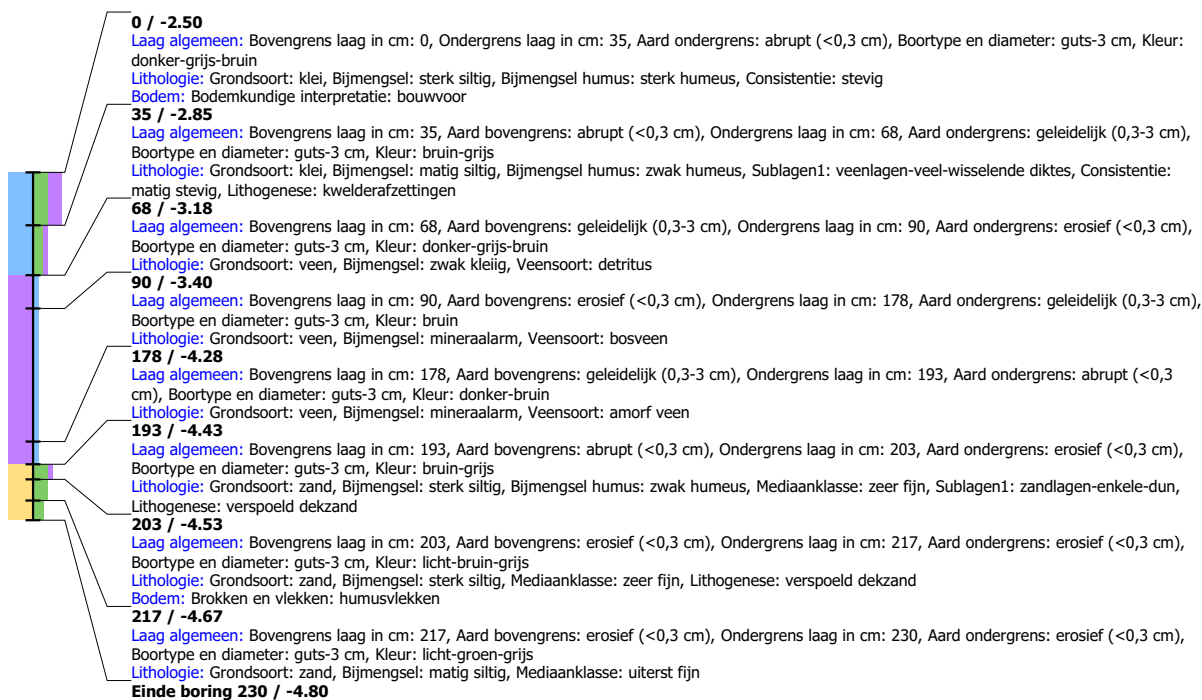 0 / -2.50
Laag algemeen: Bovengrens laag in cm: 0, Ondergrens laag in cm: 35, Aard ondergrens: abrupt (<0,3 cm), Boortype en diameter: guts-3 cm, Kleur:
donker-grijs-bruin
Lithologie: Grondsoort: klei, Bijmengsel: sterk siltig, Bijmengsel humus: sterk humeus, Consistentie: stevig
Bodem: Bodemkundige interpretatie: bouwvoor
35 / -2.85
Laag algemeen: Bovengrens laag in cm: 35, Aard bovengrens: abrupt (<0,3 cm), Ondergrens laag in cm: 68, Aard ondergrens: geleidelijk (0,3-3 cm),
Boortype en diameter: guts-3 cm, Kleur: bruin-grijs
Lithologie: Grondsoort: klei, Bijmengsel: matig siltig, Bijmengsel humus: zwak humeus, Sublagen1: veenlagen-veel-wisselende diktes, Consistentie:
matig stevig, Lithogenese: kwelderafzettingen
68 / -3.18
Laag algemeen: Bovengrens laag in cm: 68, Aard bovengrens: geleidelijk (0,3-3 cm), Ondergrens laag in cm: 90, Aard ondergrens: erosief (<0,3 cm),
Boortype en diameter: guts-3 cm, Kleur: donker-grijs-bruin
Lithologie: Grondsoort: veen, Bijmengsel: zwak kleiig, Veensoort: detritus
90 / -3.40
Laag algemeen: Bovengrens laag in cm: 90, Aard bovengrens: erosief (<0,3 cm), Ondergrens laag in cm: 178, Aard ondergrens: geleidelijk (0,3-3 cm),
Boortype en diameter: guts-3 cm, Kleur: bruin
Lithologie: Grondsoort: veen, Bijmengsel: mineraalarm, Veensoort: bosveen
178 / -4.28
Laag algemeen: Bovengrens laag in cm: 178, Aard bovengrens: geleidelijk (0,3-3 cm), Ondergrens laag in cm: 193, Aard ondergrens: abrupt (<0,3
cm), Boortype en diameter: guts-3 cm, Kleur: donker-bruin
Lithologie: Grondsoort: veen, Bijmengsel: mineraalarm, Veensoort: amorf veen
193 / -4.43
Laag algemeen: Bovengrens laag in cm: 193, Aard bovengrens: abrupt (<0,3 cm), Ondergrens laag in cm: 203, Aard ondergrens: erosief (<0,3 cm),
Boortype en diameter: guts-3 cm, Kleur: bruin-grijs
Lithologie: Grondsoort: zand, Bijmengsel: sterk siltig, Bijmengsel humus: zwak humeus, Mediaanklasse: zeer fijn, Sublagen1: zandlagen-enkele-dun,
Lithogenese: verspoeld dekzand
203 / -4.53
Laag algemeen: Bovengrens laag in cm: 203, Aard bovengrens: erosief (<0,3 cm), Ondergrens laag in cm: 217, Aard ondergrens: erosief (<0,3 cm),
Boortype en diameter: guts-3 cm, Kleur: licht-bruin-grijs
Lithologie: Grondsoort: zand, Bijmengsel: sterk siltig, Mediaanklasse: zeer fijn, Lithogenese: verspoeld dekzand
Bodem: Brokken en vlekken: humusvlekken
217 / -4.67
Laag algemeen: Bovengrens laag in cm: 217, Aard bovengrens: erosief (<0,3 cm), Ondergrens laag in cm: 230, Aard ondergrens: erosief (<0,3 cm),
Boortype en diameter: guts-3 cm, Kleur: licht-groen-grijs
Lithologie: Grondsoort: zand, Bijmengsel: matig siltig, Mediaanklasse: uiterst fijn
Einde boring 230 / -4.80